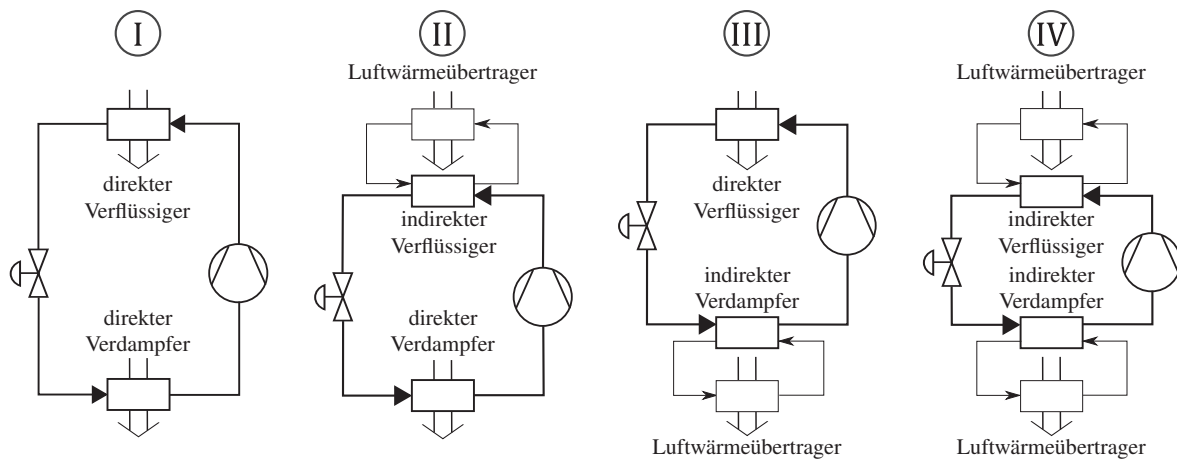 I
II
III
IV
Luftwärmeübertrager
Luftwärmeübertrager
direkter
Verflüssiger
indirekter
Verflüssiger
direkter
Verflüssiger
indirekter
Verflüssiger
direkter
Verdampfer
direkter
Verdampfer
indirekter
Verdampfer
indirekter
Verdampfer
Luftwärmeübertrager
Luftwärmeübertrager